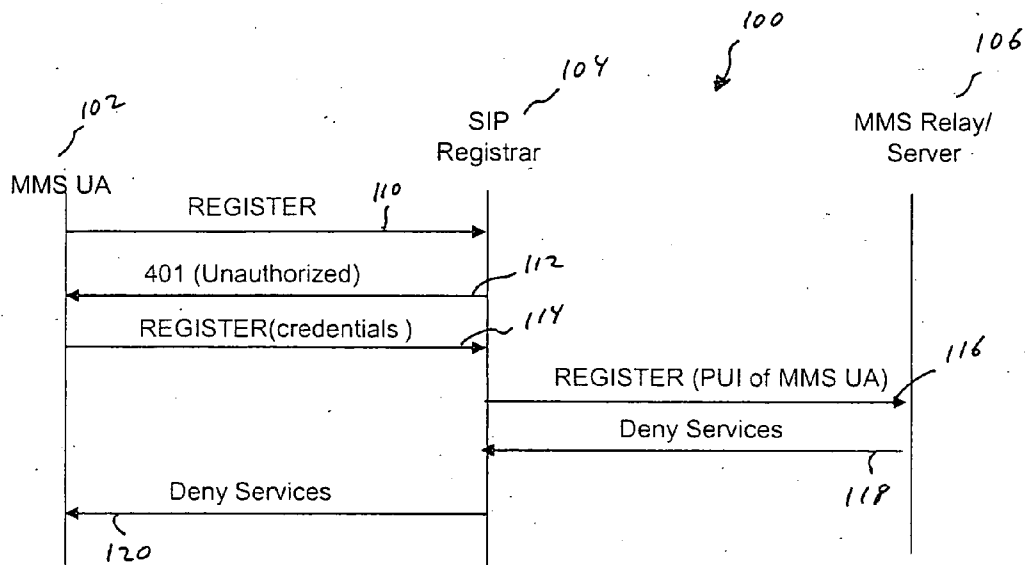 100
106
104
102
SIP
Registrar
MMS Relay/
Server
MMS UA
110
REGISTER
112
401 (Unauthorized)
114
REGISTER(credentials )
116
REGISTER (PUI of MMS UA)
Deny Services
118
Deny Services
120